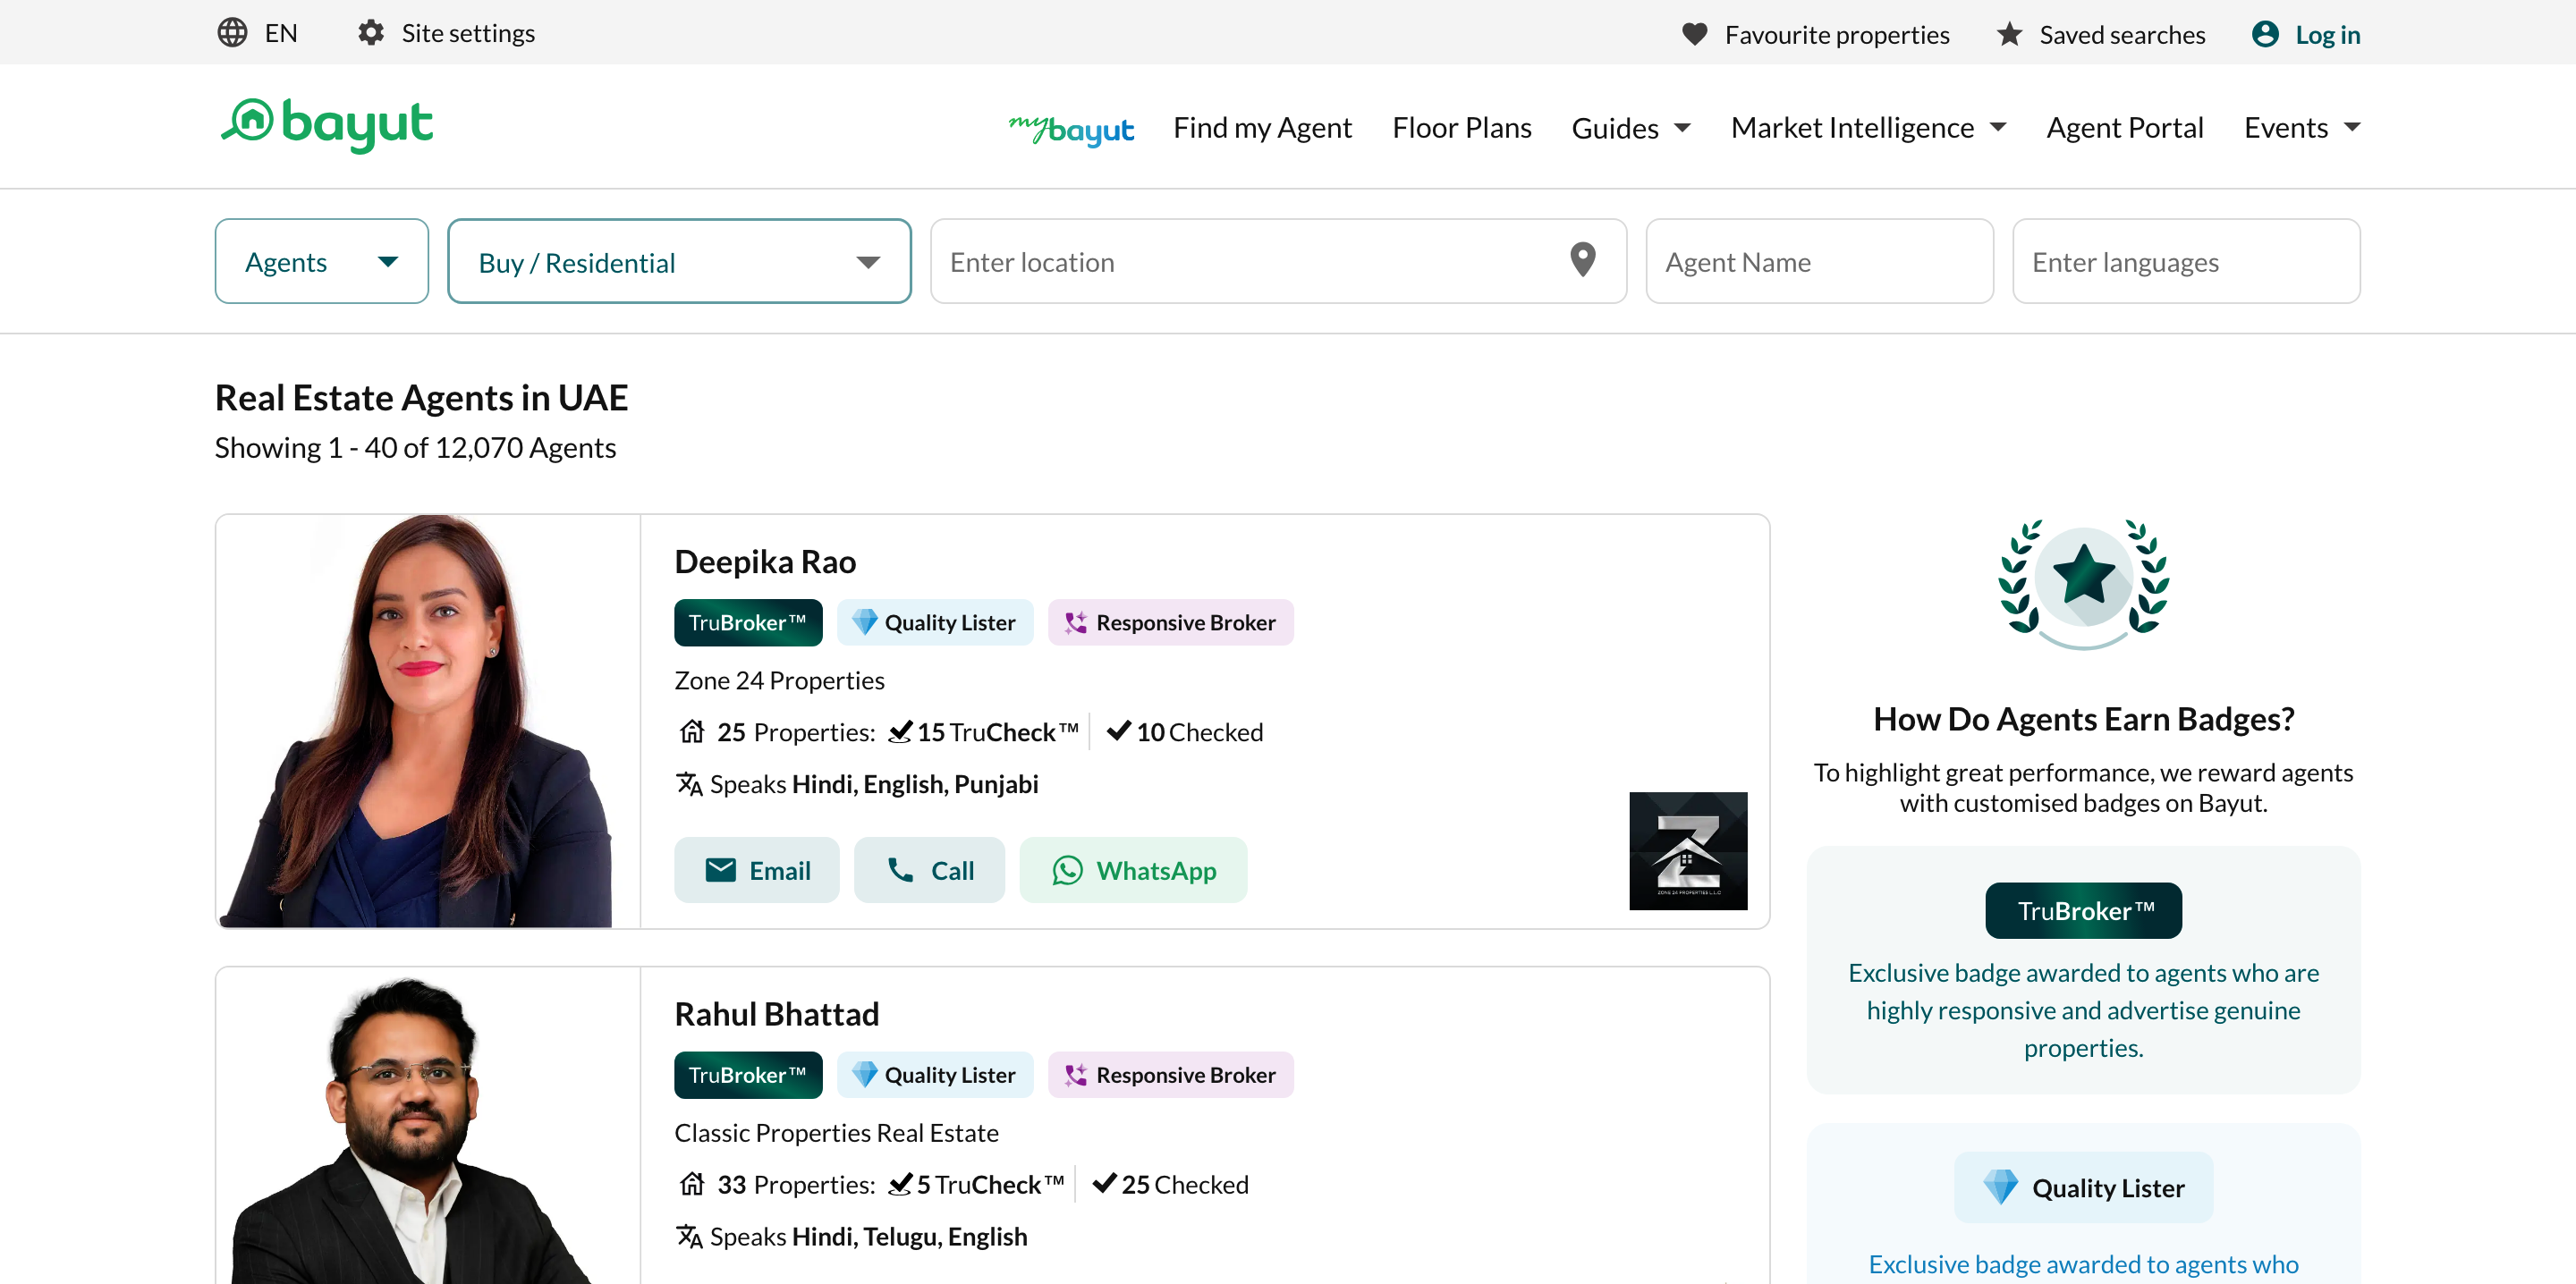 EN Site settings Favourite properties Saved searches Log in
bayut mybayut Find my Agent Floor Plans Guides Market Intelligence Agent Portal Events
Agents Buy / Residential Enter location Agent Name Enter languages
Real Estate Agents in UAE
Showing 1 - 40 of 12,070 Agents
Deepika Rao
TruBroker™ Quality Lister Responsive Broker
Zone 24 Properties
25 Properties: 15 TruCheck™ 10 Checked
Speaks Hindi, English, Punjabi
Email Call WhatsApp
Z
ZONE 24 PROPERTIES L.L.C
Rahul Bhattad
TruBroker™ Quality Lister Responsive Broker
Classic Properties Real Estate
33 Properties: 5 TruCheck™ 25 Checked
Speaks Hindi, Telugu, English
How Do Agents Earn Badges?
To highlight great performance, we reward agents
with customised badges on Bayut.
TruBroker™
Exclusive badge awarded to agents who are
highly responsive and advertise genuine
properties.
Quality Lister
Exclusive badge awarded to agents who